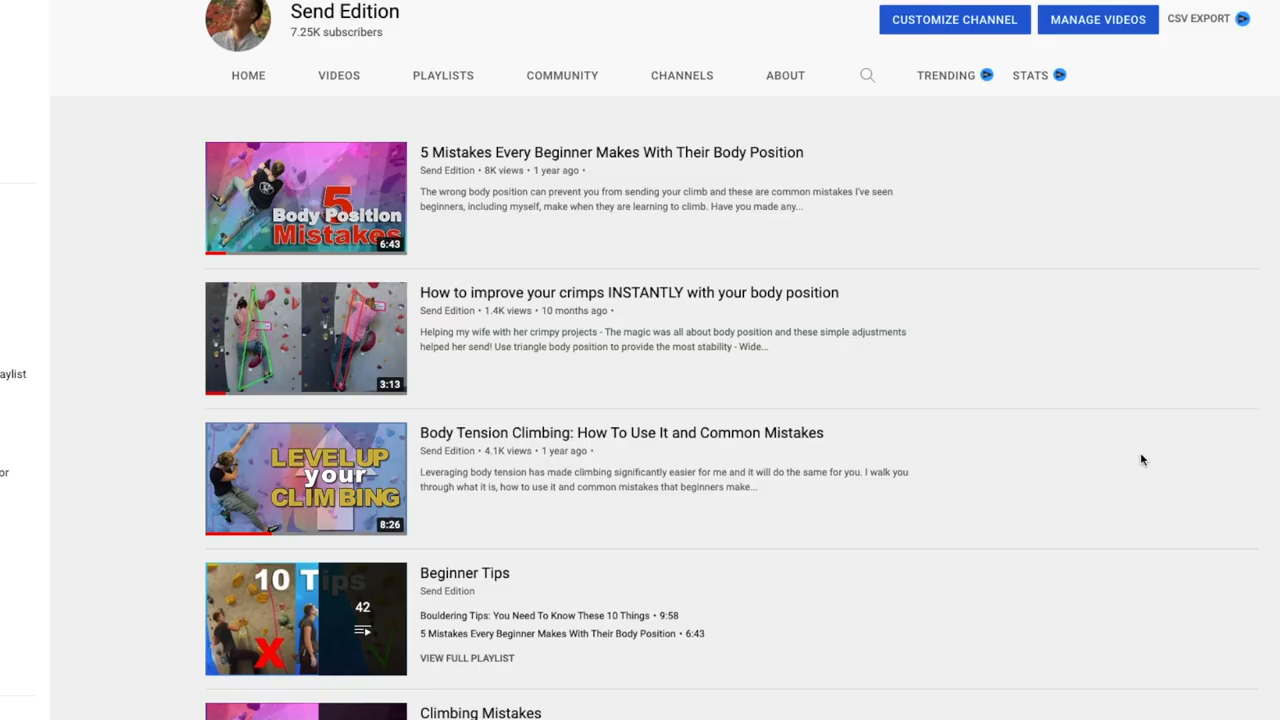 Send Edition
7.25K subscribers
CUSTOMIZE CHANNEL
MANAGE VIDEOS
CSV EXPORT
HOME
VIDEOS
PLAYLISTS
COMMUNITY
CHANNELS
ABOUT
TRENDING
STATS
5
Body Position
Mistakes
6:43
5 Mistakes Every Beginner Makes With Their Body Position
Send Edition • 8K views • 1 year ago •
The wrong body position can prevent you from sending your climb and these are common mistakes I've seen
beginners, including myself, make when they are learning to climb. Have you made any...
3:13
How to improve your crimps INSTANTLY with your body position
Send Edition • 1.4K views • 10 months ago •
Helping my wife with her crimpy projects - The magic was all about body position and these simple adjustments
helped her send! Use triangle body position to provide the most stability - Wide...
aylist
LEVEL UP
your
CLIMBING
8:26
Body Tension Climbing: How To Use It and Common Mistakes
Send Edition • 4.1K views • 1 year ago •
Leveraging body tension has made climbing significantly easier for me and it will do the same for you. I walk you
through what it is, how to use it and common mistakes that beginners make...
or
10 Tips
42
Beginner Tips
Send Edition
Bouldering Tips: You Need To Know These 10 Things • 9:58
5 Mistakes Every Beginner Makes With Their Body Position • 6:43
VIEW FULL PLAYLIST
Climbing Mistakes